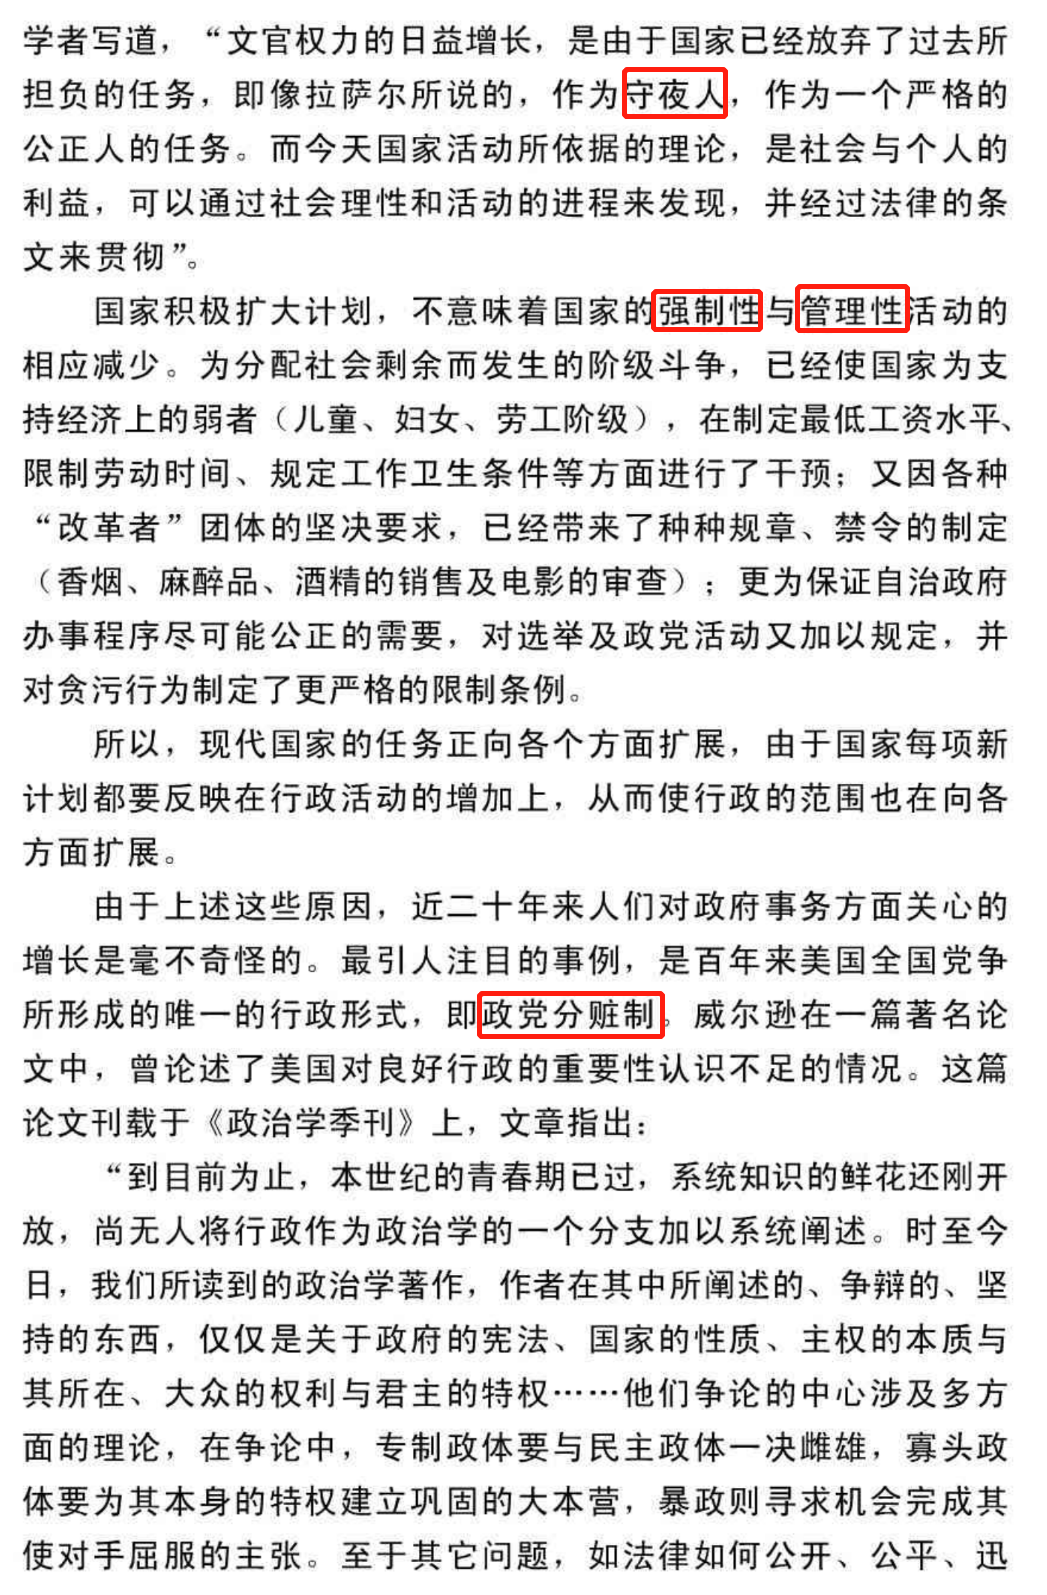 学者写道，“文官权力的日益增长，是由于国家已经放弃了过去所
担负的任务，即像拉萨尔所说的，作为守夜人，作为一个严格的
公正人的任务。而今天国家活动所依据的理论，是社会与个人的
利益，可以通过社会理性和活动的进程来发现，并经过法律的条
文来贯彻”。
国家积极扩大计划，不意味着国家的强制性与管理性活动的
相应减少。为分配社会剩余而发生的阶级斗争，已经使国家为支
持经济上的弱者（儿童、妇女、劳工阶级），在制定最低工资水平、
限制劳动时间、规定工作卫生条件等方面进行了干预；又因各种
“改革者”团体的坚决要求，已经带来了种种规章、禁令的制定
（香烟、麻醉品、酒精的销售及电影的审查）；更为保证自治政府
办事程序尽可能公正的需要，对选举及政党活动又加以规定，并
对贪污行为制定了更严格的限制条例。
所以，现代国家的任务正向各个方面扩展，由于国家每项新
计划都要反映在行政活动的增加上，从而使行政的范围也在向各
方面扩展。
由于上述这些原因，近二十年来人们对政府事务方面关心的
增长是毫不奇怪的。最引人注目的事例，是百年来美国全国党争
所形成的唯一的行政形式，即政党分赃制。威尔逊在一篇著名论
文中，曾论述了美国对良好行政的重要性认识不足的情况。这篇
论文刊载于《政治学季刊》上，文章指出：
“到目前为止，本世纪的青春期已过，系统知识的鲜花还刚开
放，尚无人将行政作为政治学的一个分支加以系统阐述。时至今
日，我们所读到的政治学著作，作者在其中所阐述的、争辩的、坚
持的东西，仅仅是关于政府的宪法、国家的性质、主权的本质与
其所在、大众的权利与君主的特权……他们争论的中心涉及多方
面的理论，在争论中，专制政体要与民主政体一决雌雄，寡头政
体要为其本身的特权建立巩固的大本营，暴政则寻求机会完成其
使对手屈服的主张。至于其它问题，如法律如何公开、公平、迅